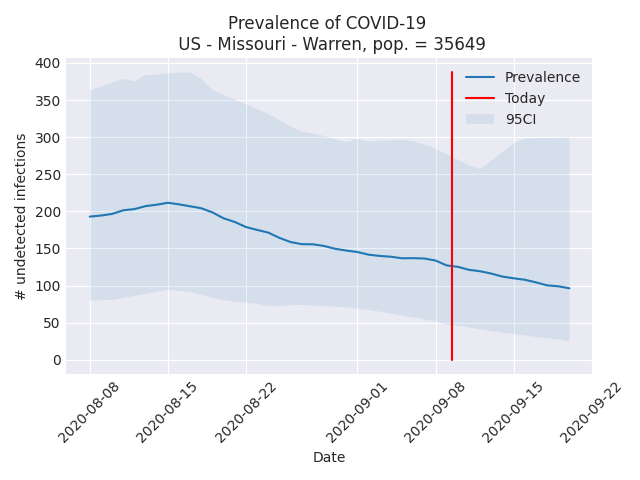 Prevalence of COVID-19
US - Missouri - Warren, pop. = 35649
400
350
300
250
200
150
100
50
0
# undetected infections
Prevalence
Today
95CI
2020-08-08
2020-08-15
2020-08-22
2020-09-01
2020-09-08
2020-09-15
2020-09-22
Date